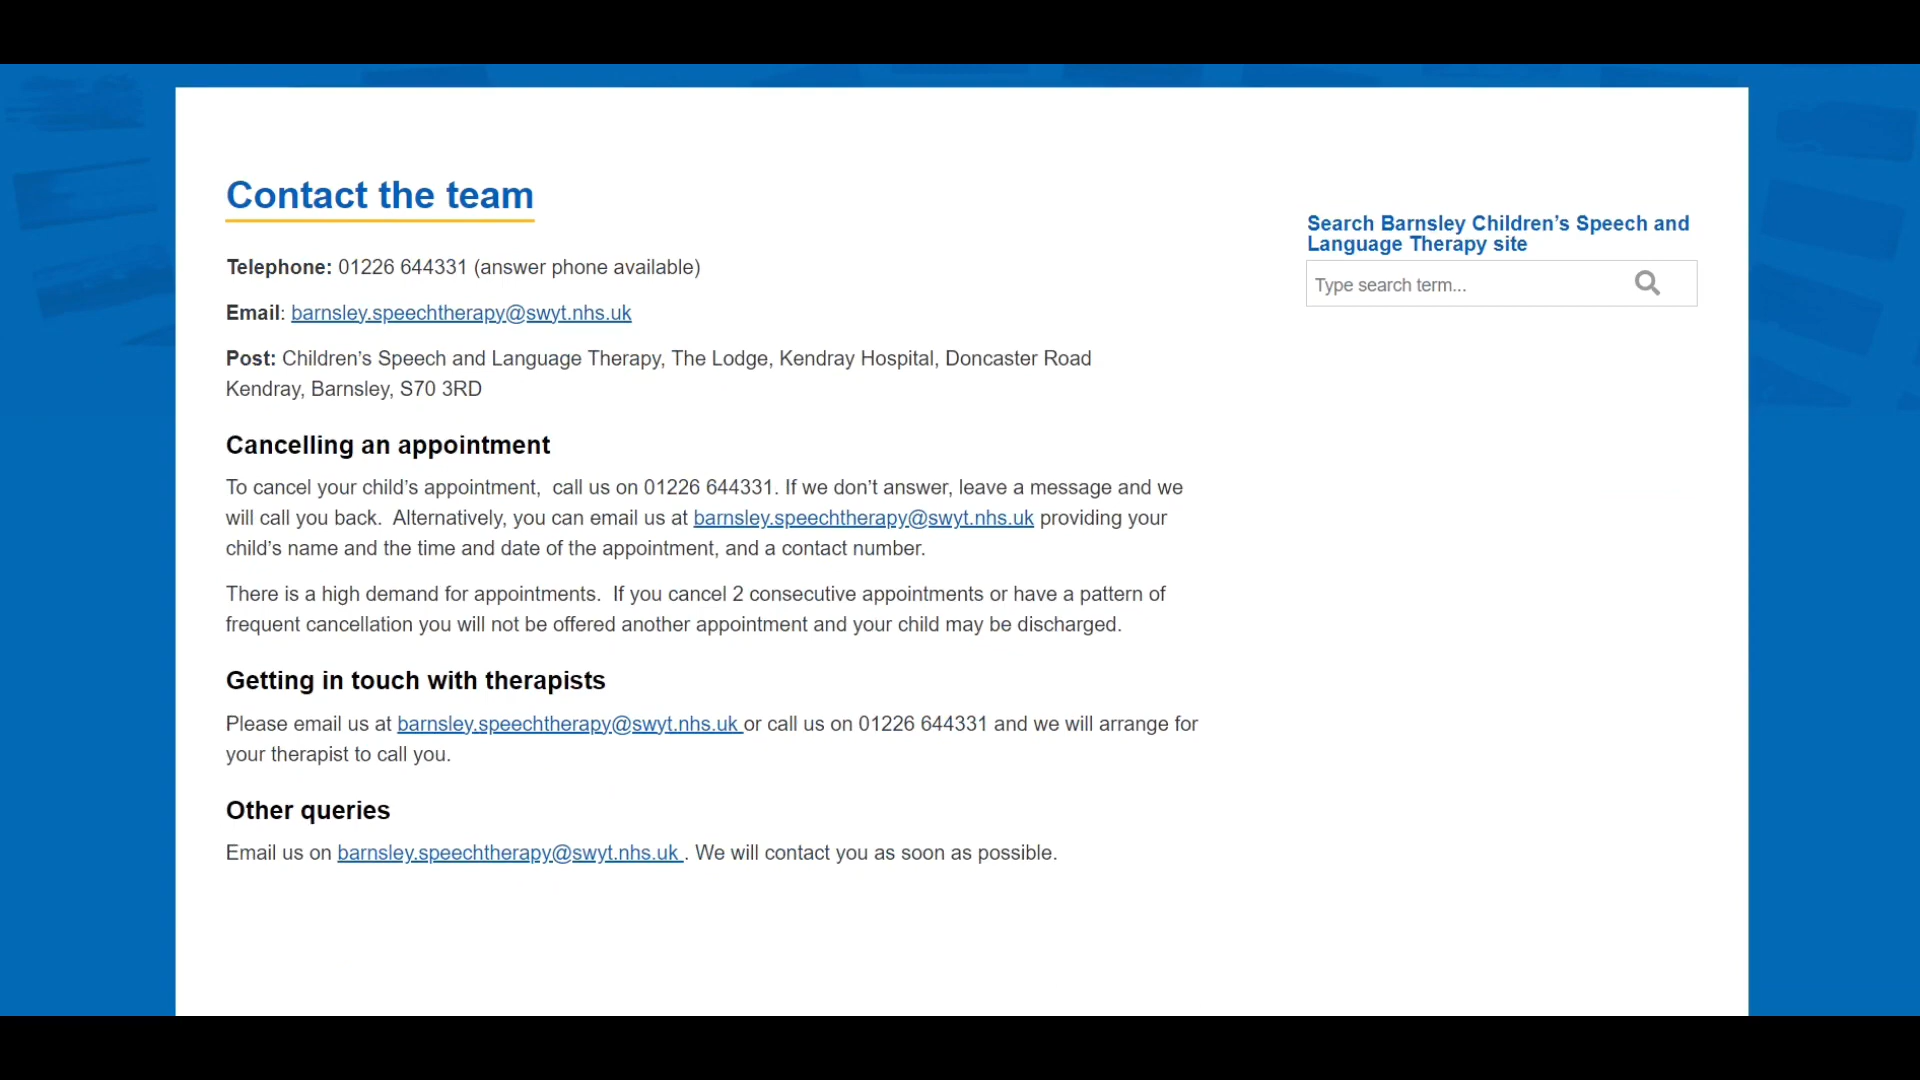 Contact the team
Search Barnsley Children’s Speech and
Language Therapy site
Type search term...
Telephone: 01226 644331 (answer phone available)
Email: barnsley.speechtherapy@swyt.nhs.uk
Post: Children’s Speech and Language Therapy, The Lodge, Kendray Hospital, Doncaster Road
Kendray, Barnsley, S70 3RD
Cancelling an appointment
To cancel your child’s appointment,  call us on 01226 644331. If we don’t answer, leave a message and we
will call you back.  Alternatively, you can email us at barnsley.speechtherapy@swyt.nhs.uk providing your
child’s name and the time and date of the appointment, and a contact number.
There is a high demand for appointments.  If you cancel 2 consecutive appointments or have a pattern of
frequent cancellation you will not be offered another appointment and your child may be discharged.
Getting in touch with therapists
Please email us at barnsley.speechtherapy@swyt.nhs.uk or call us on 01226 644331 and we will arrange for
your therapist to call you.
Other queries
Email us on barnsley.speechtherapy@swyt.nhs.uk . We will contact you as soon as possible.